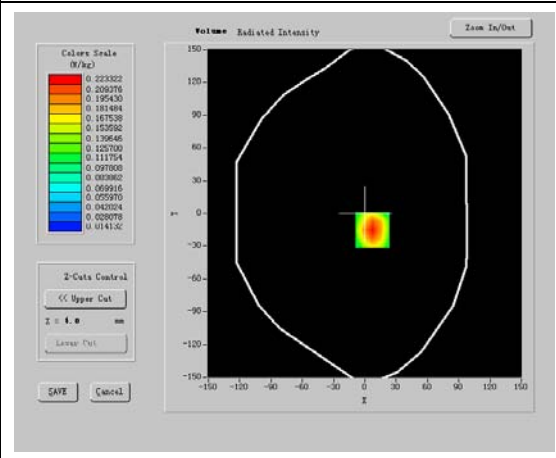 Volume Radiated Intensity
Zoom In/Out
Colors Scale
(W/kg)
0.223322
0.209376
0.195430
0.181484
0.167538
0.153592
0.139646
0.125700
0.111754
0.097808
0.083862
0.069916
0.055970
0.042024
0.028078
0.014132
150
120
90
60
30
0
-30
-60
-90
-120
-150
Y
-150 -120 -90 -60 -30 0 30 60 90 120 150
X
Z-Cuts Control
<< Upper Cut
Z = 4.0 mm
Lower Cut
SAVE Cancel